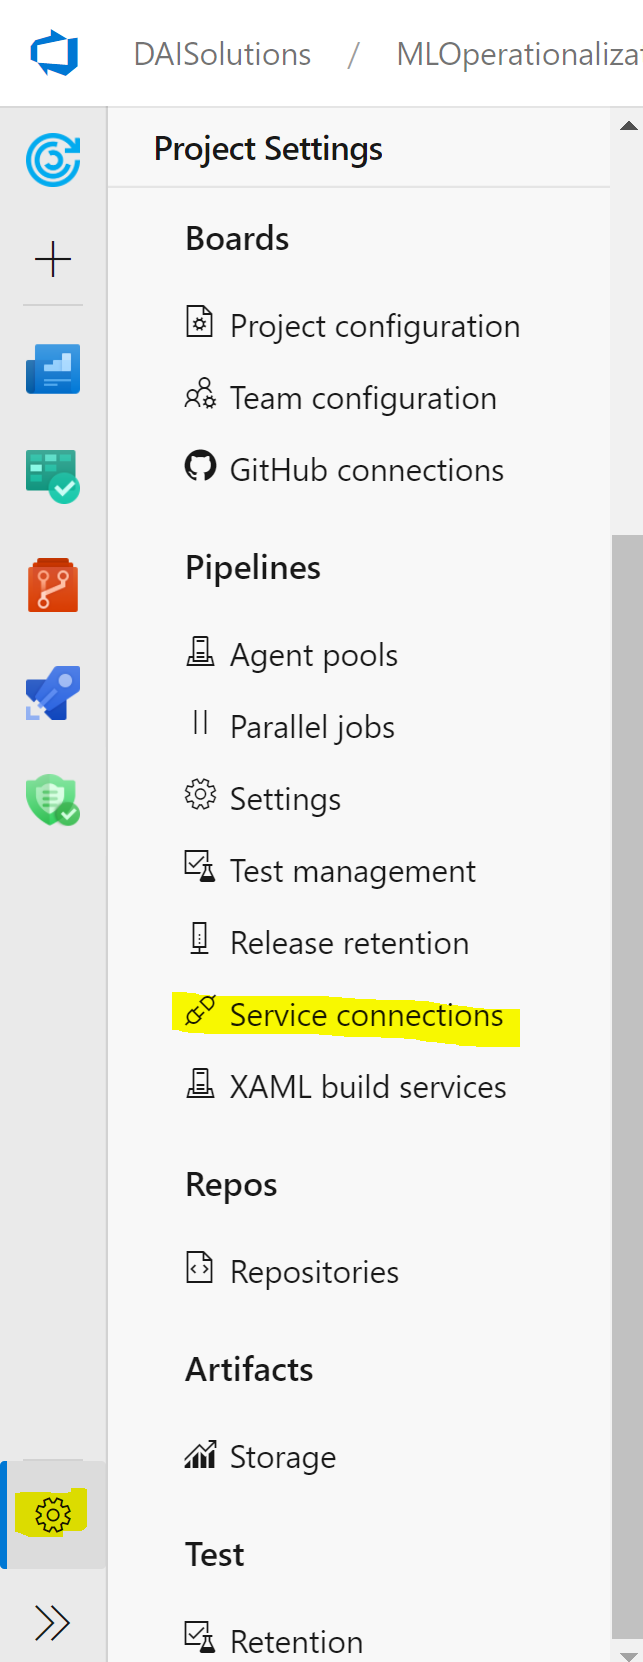 DAISolutions / MLOperationaliza
Project Settings
Boards
Project configuration
Team configuration
GitHub connections
Pipelines
Agent pools
Parallel jobs
Settings
Test management
Release retention
Service connections
XAML build services
Repos
Repositories
Artifacts
Storage
Test
Retention